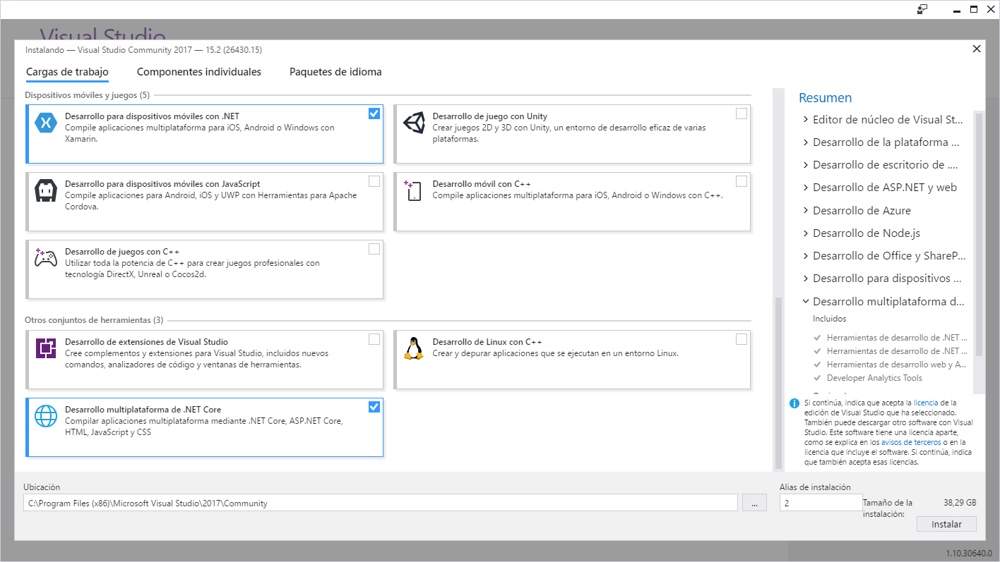 Visual Studio
Instalando — Visual Studio Community 2017 — 15.2 (26430.15)
Cargas de trabajo
Componentes individuales
Paquetes de idioma
Dispositivos móviles y juegos (5)
Desarrollo para dispositivos móviles con .NET
Compile aplicaciones multiplataforma para iOS, Android o Windows con
Xamarin.
Desarrollo de juego con Unity
Crear juegos 2D y 3D con Unity, un entorno de desarrollo eficaz de varias
plataformas.
Desarrollo para dispositivos móviles con JavaScript
Compile aplicaciones para Android, iOS y UWP con Herramientas para Apache
Cordova.
Desarrollo móvil con C++
Compile aplicaciones multiplataforma para iOS, Android o Windows con C++.
Desarrollo de juegos con C++
Utilizar toda la potencia de C++ para crear juegos profesionales con
tecnología DirectX, Unreal o Cocos2d.
Otros conjuntos de herramientas (3)
Desarrollo de extensiones de Visual Studio
Cree complementos y extensiones para Visual Studio, incluidos nuevos
comandos, analizadores de código y ventanas de herramientas.
Desarrollo de Linux con C++
Crear y depurar aplicaciones que se ejecutan en un entorno Linux.
Desarrollo multiplataforma de .NET Core
Compilar aplicaciones multiplataforma mediante .NET Core, ASP.NET Core,
HTML, JavaScript y CSS
Resumen
Editor de núcleo de Visual St...
Desarrollo de la plataforma ...
Desarrollo de escritorio de ....
Desarrollo de ASP.NET y web
Desarrollo de Azure
Desarrollo de Node.js
Desarrollo de Office y ShareP...
Desarrollo para dispositivos ...
Desarrollo multiplataforma d...
Incluidos
Herramientas de desarrollo de .NET ...
Herramientas de desarrollo de .NET ...
Herramientas de desarrollo web y A...
Developer Analytics Tools
Si continúa, indica que acepta la licencia de la
edición de Visual Studio que ha seleccionado.
También puede descargar otro software con Visual
Studio. Este software tiene una licencia aparte,
como se explica en los avisos de terceros o en la
licencia que incluye el software. Si continúa, indica
que también acepta esas licencias.
Ubicación
C:\Program Files (x86)\Microsoft Visual Studio\2017\Community
...
Alias de instalación
2
Tamaño de la
instalación:
38,29 GB
Instalar
1.10.30640.0